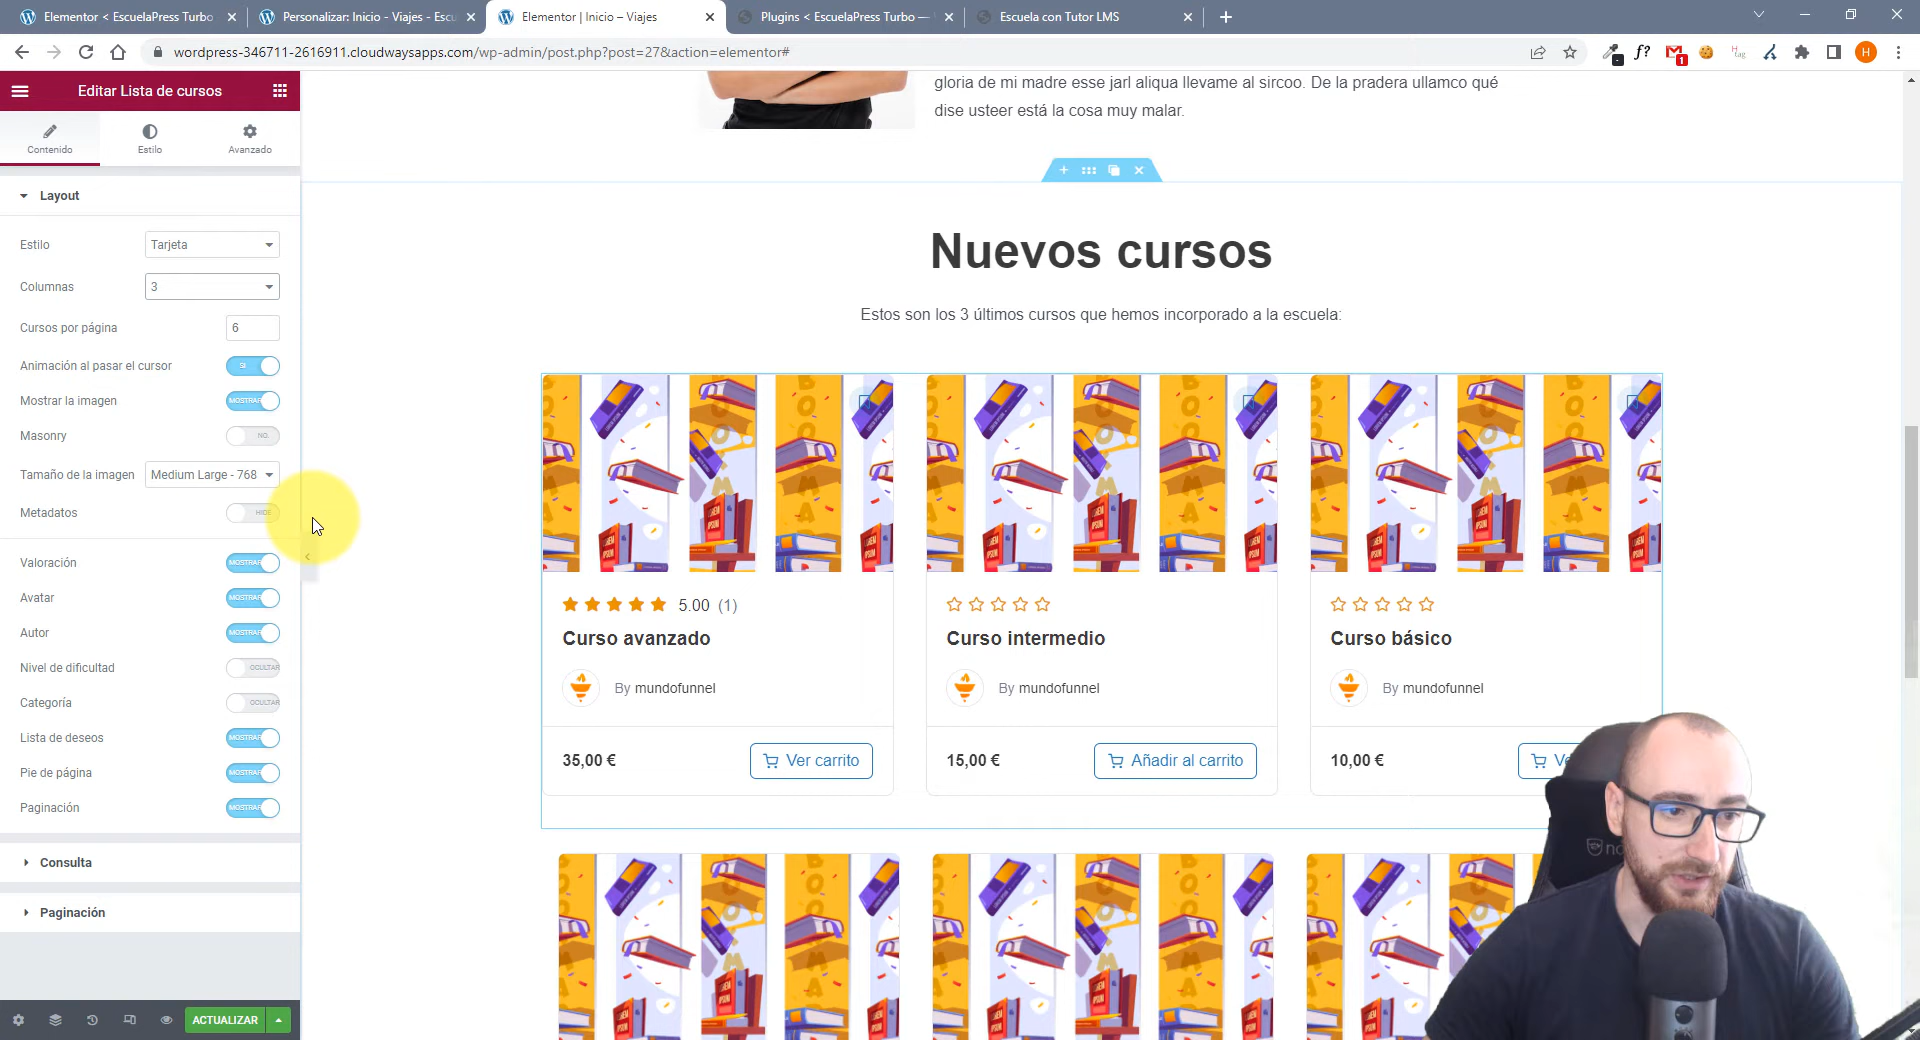 Elementor < EscuelaPress Turbo
Personalizar: Inicio - Viajes - Escu
Elementor | Inicio – Viajes
Plugins < EscuelaPress Turbo —
Escuela con Tutor LMS
wordpress-346711-2616911.cloudwaysapps.com/wp-admin/post.php?post=27&action=elementor#
f?
1
H
Editar Lista de cursos
Contenido
Estilo
Avanzado
Layout
Estilo
Tarjeta
Columnas
3
Cursos por página
6
Animación al pasar el cursor
SI
Mostrar la imagen
MOSTRAR
Masonry
NO.
Tamaño de la imagen
Medium Large - 768
Metadatos
HIDE
Valoración
MOSTRAR
Avatar
MOSTRAR
Autor
MOSTRAR
Nivel de dificultad
OCULTAR
Categoría
OCULTAR
Lista de deseos
MOSTRAR
Pie de página
MOSTRAR
Paginación
MOSTRAR
Consulta
Paginación
ACTUALIZAR
gloria de mi madre esse jarl aliqua llevame al sircoo. De la pradera ullamco qué
dise usteer está la cosa muy malar.
Nuevos cursos
Estos son los 3 últimos cursos que hemos incorporado a la escuela:
5.00 (1)
Curso avanzado
By mundofunnel
35,00 €
Ver carrito
Curso intermedio
By mundofunnel
15,00 €
Añadir al carrito
Curso básico
By mundofunnel
10,00 €